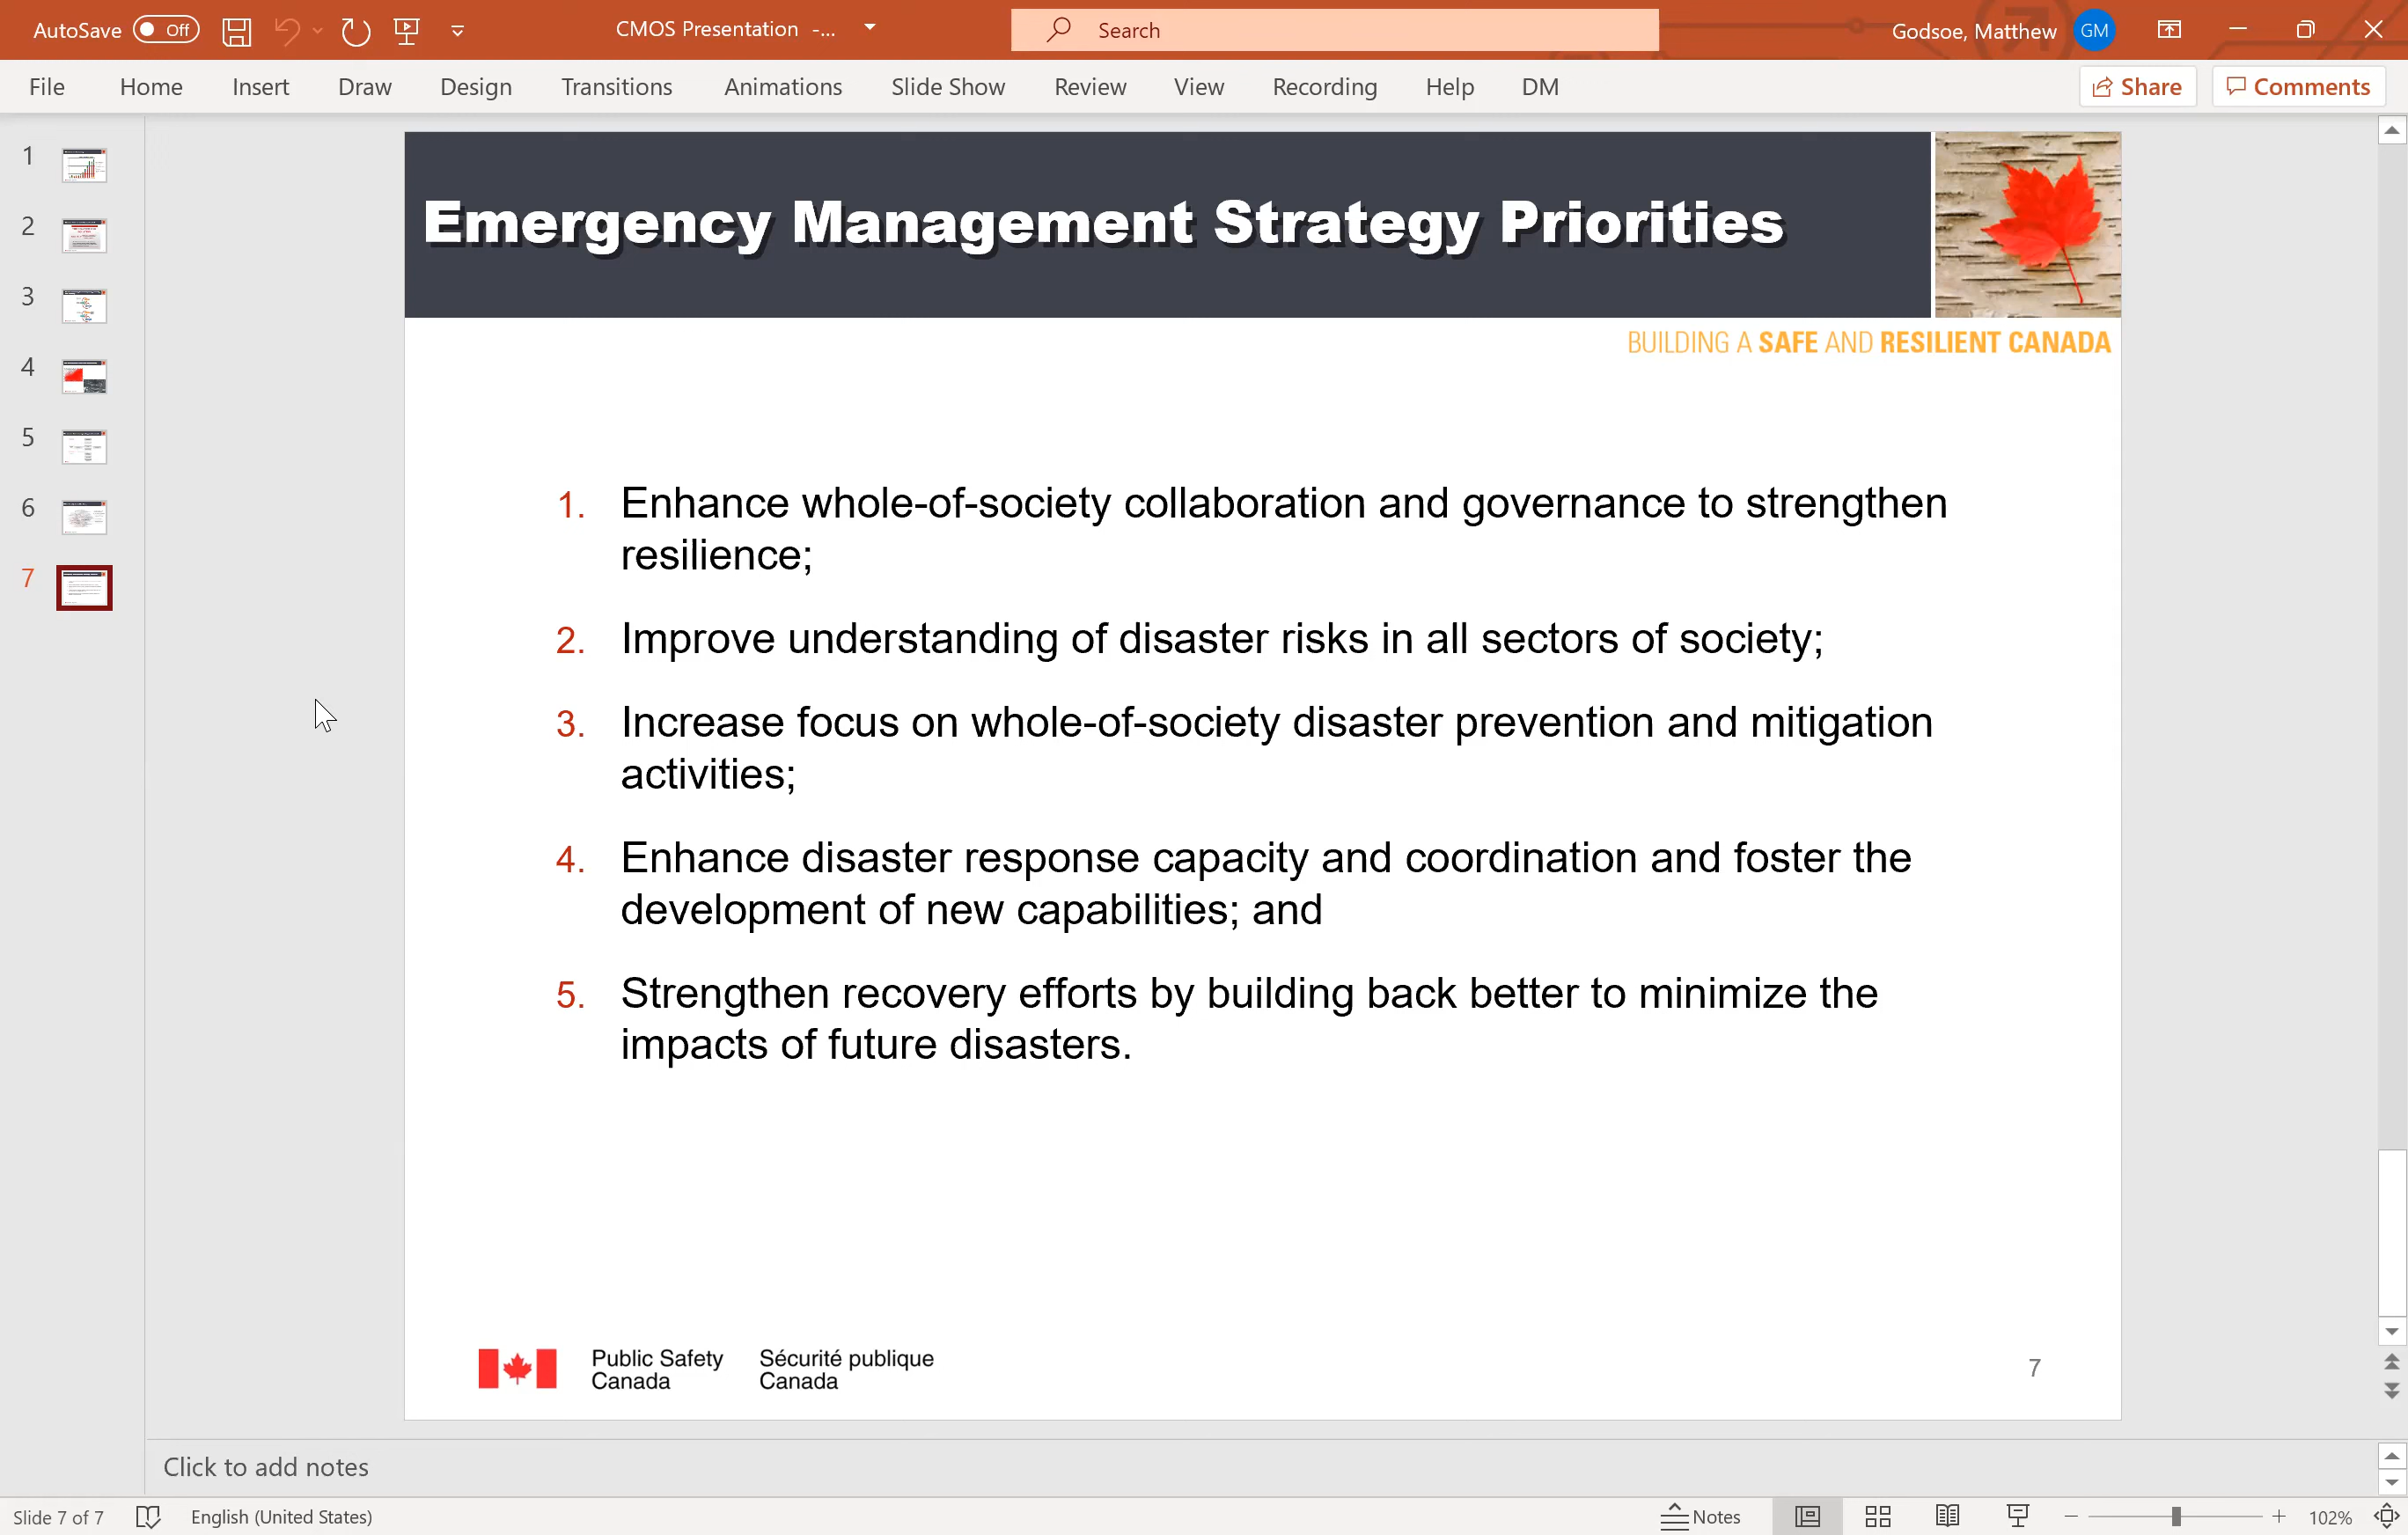 AutoSave Off CMOS Presentation -... Search Godsoe, Matthew GM
File Home Insert Draw Design Transitions Animations Slide Show Review View Recording Help DM Share Comments
1
2
3
4
5
6
7
Emergency Management Strategy Priorities
BUILDING A SAFE AND RESILIENT CANADA
1. Enhance whole-of-society collaboration and governance to strengthen
resilience;
2. Improve understanding of disaster risks in all sectors of society;
3. Increase focus on whole-of-society disaster prevention and mitigation
activities;
4. Enhance disaster response capacity and coordination and foster the
development of new capabilities; and
5. Strengthen recovery efforts by building back better to minimize the
impacts of future disasters.
Public Safety Sécurité publique
Canada Canada
7
Click to add notes
Slide 7 of 7 English (United States) Notes 102%